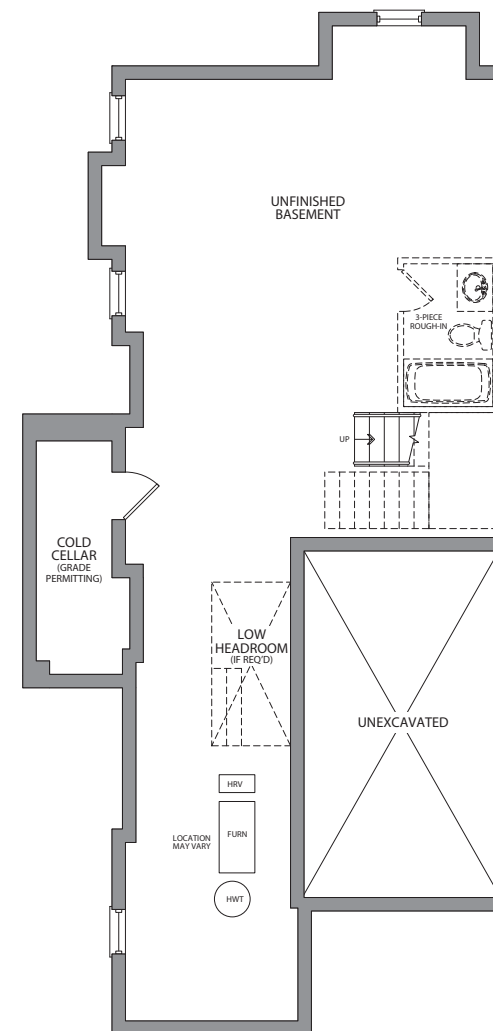 UNFINISHED
BASEMENT
3-PIECE
ROUGH-IN
UP
COLD
CELLAR
(GRADE
PERMITTING)
LOW
HEADROOM
(IF REQ'D)
UNEXCAVATED
HRV
LOCATION
MAY VARY
FURN
HWT